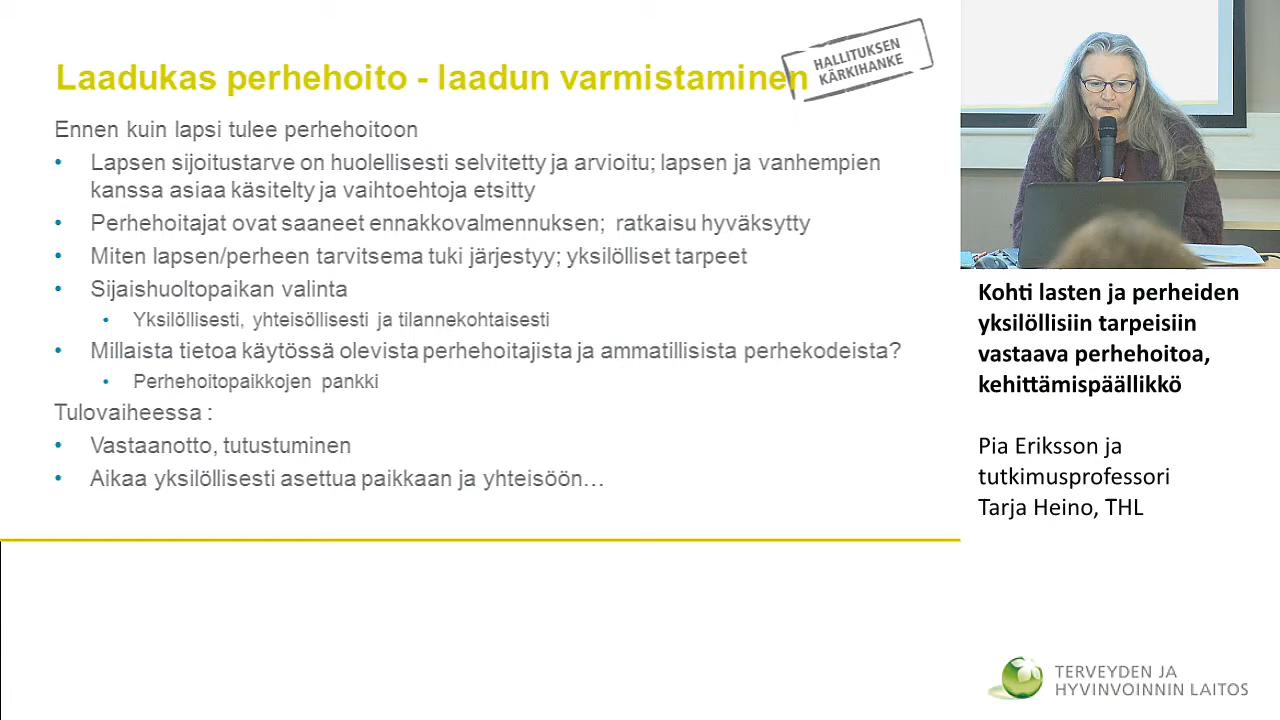 Laadukas perhehoito - laadun varmistaminen
HALLITUKSEN
KÄRKIHANKE
Ennen kuin lapsi tulee perhehoitoon
• Lapsen sijoitustarve on huolellisesti selvitetty ja arvioitu; lapsen ja vanhempien
kanssa asiaa käsitelty ja vaihtoehtoja etsitty
• Perhehoitajat ovat saaneet ennakkovalmennuksen; ratkaisu hyväksytty
• Miten lapsen/perheen tarvitsema tuki järjestyy; yksilölliset tarpeet
• Sijaishuoltopaikan valinta
• Yksilöllisesti, yhteisöllisesti ja tilannekohtaisesti
• Millaista tietoa käytössä olevista perhehoitajista ja ammatillisista perhekodeista?
• Perhehoitopaikkojen pankki
Tulovaiheessa :
• Vastaanotto, tutustuminen
• Aikaa yksilöllisesti asettua paikkaan ja yhteisöön…
Kohti lasten ja perheiden
yksilöllisiin tarpeisiin
vastaava perhehoitoa,
kehittämispäällikkö
Pia Eriksson ja
tutkimusprofessori
Tarja Heino, THL
TERVEYDEN JA
HYVINVOINNIN LAITOS